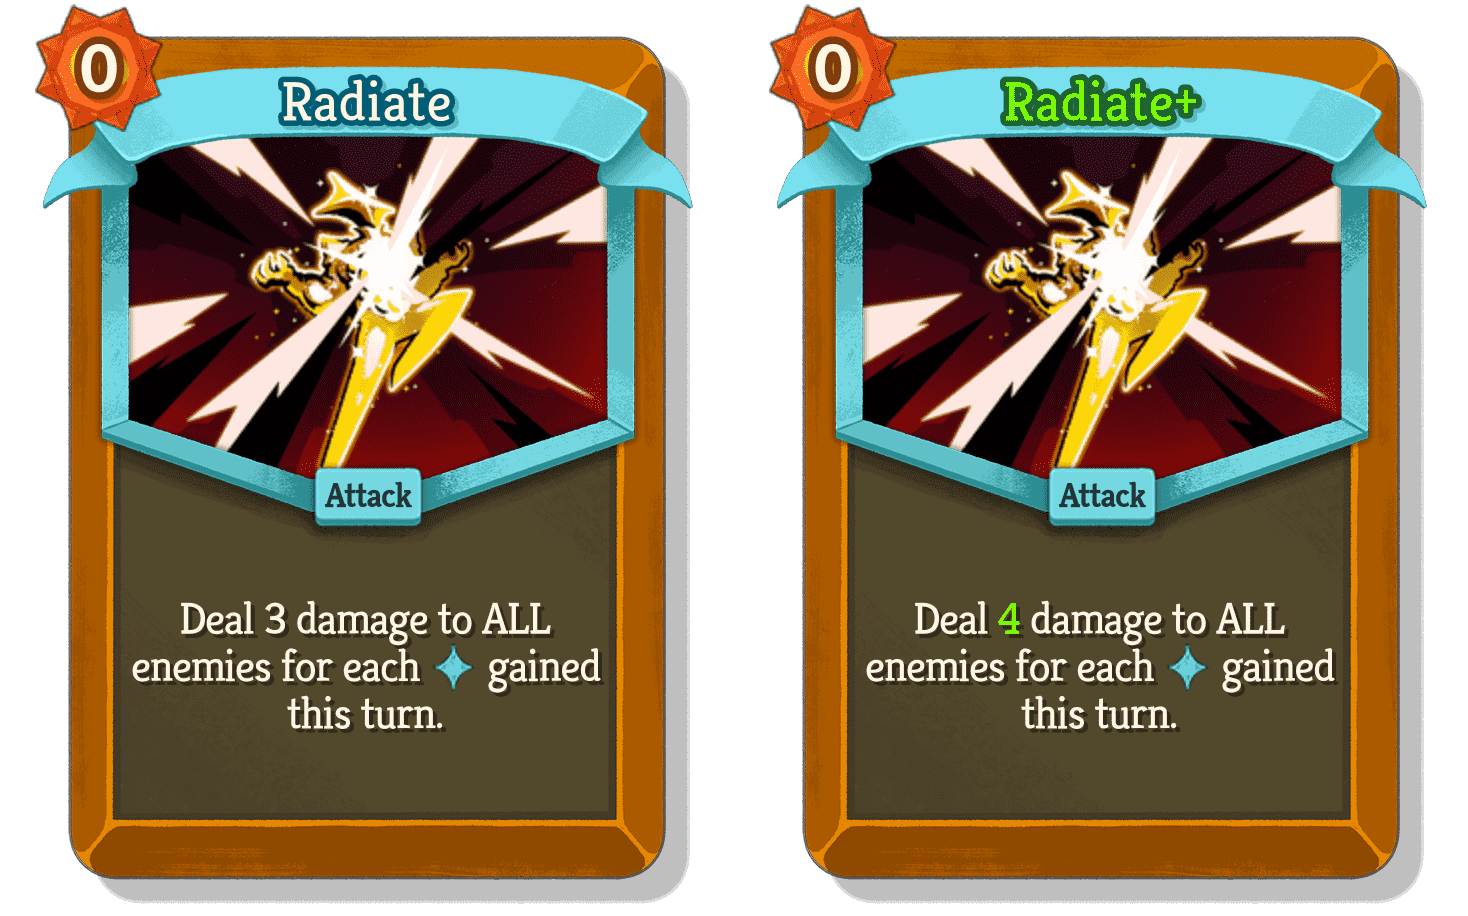 0
Radiate
Attack
Deal 3 damage to ALL
enemies for each gained
this turn.
0
Radiate+
Attack
Deal 4 damage to ALL
enemies for each gained
this turn.